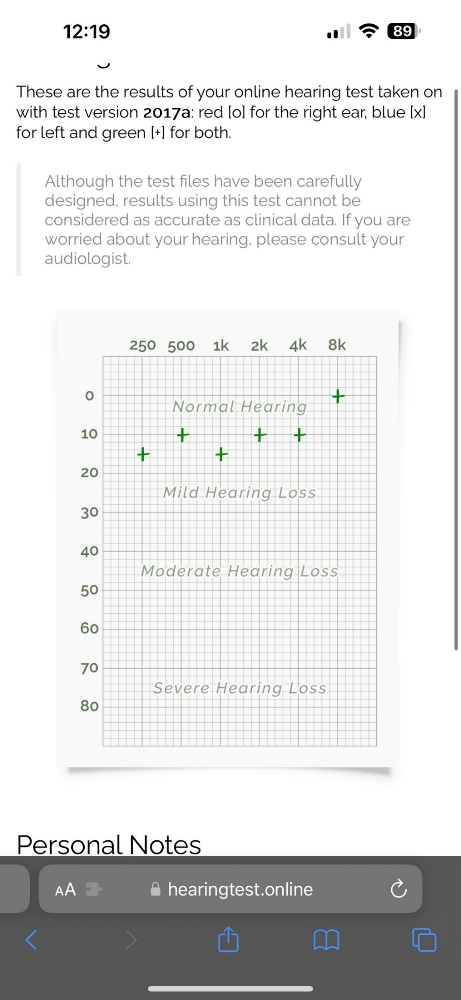 12:19
89
These are the results of your online hearing test taken on
with test version 2017a: red [o] for the right ear, blue [x]
for left and green [+] for both.
Although the test files have been carefully
designed, results using this test cannot be
considered as accurate as clinical data. If you are
worried about your hearing, please consult your
audiologist.
250 500 1k 2k 4k 8k
0
Normal Hearing
10
20
Mild Hearing Loss
30
40
Moderate Hearing Loss
50
60
70
Severe Hearing Loss
80
Personal Notes
AA hearingtest.online